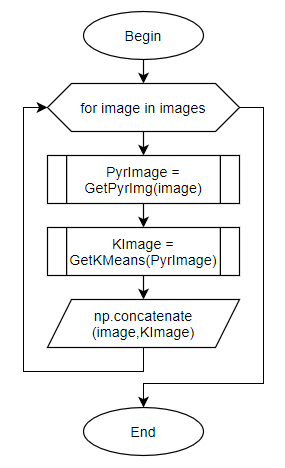 Begin
for image in images
PyrImage =
GetPyrImg(image)
KImage =
GetKMeans(PyrImage)
np.concatenate
(image,KImage)
End